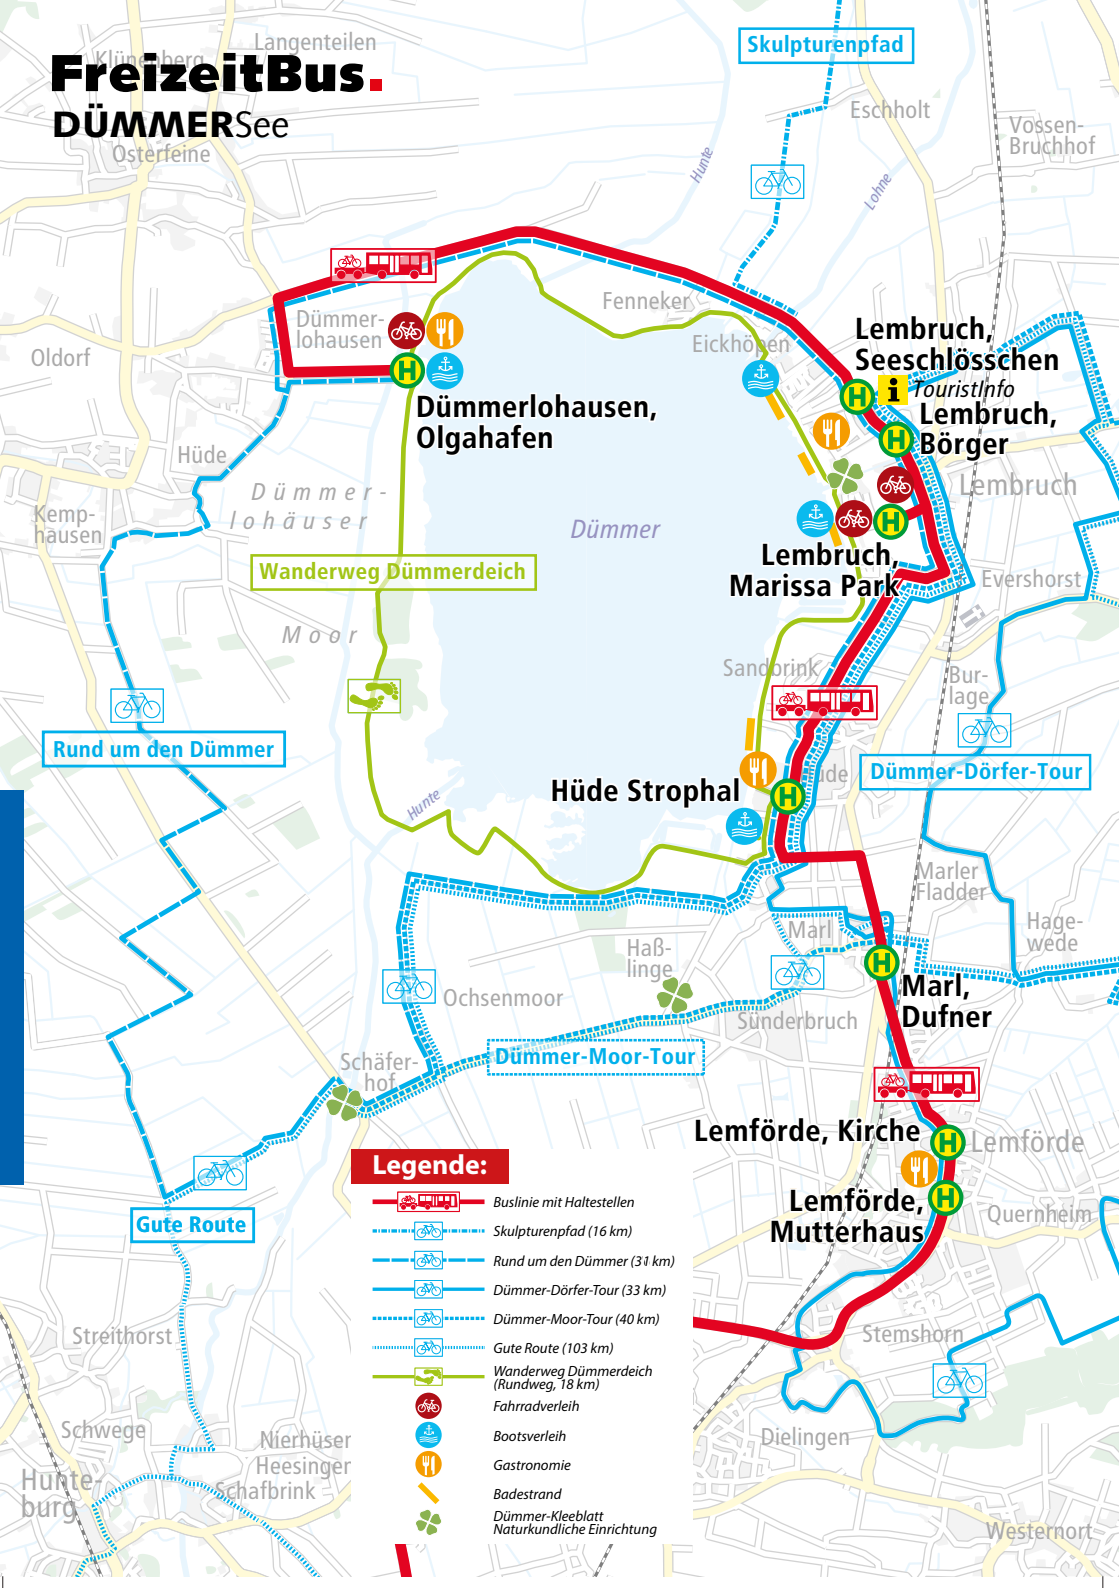 Klünenberg
Langenteilen
FreizeitBus.
DÜMMERSee
Osterfeine
Skulpturenpfad
Eschholt
Vossen-
Bruchhof
Hunte
Lohne
Fenneker
Eickhöpen
Dümmer-
lohausen
Oldorf
Lembruch,
Seeschlösschen
i TouristInfo
H
Lembruch,
Börger
H
H
Dümmerlohausen,
Olgahafen
Hüde
Dümmer-
lohäuser
Moor
Kemp-
hausen
Dümmer
Lembruch
H
Lembruch,
Marissa Park
Wanderweg Dümmerdeich
Evershorst
Sandbrink
Bur-
lage
Rund um den Dümmer
Dümmer-Dörfer-Tour
Hüde Strophal
H
ude
Hunte
Marler
Fladder
Hage-
wede
Marl
Haß-
linge
H
Marl,
Dufner
Ochsenmoor
Sünderbruch
Dümmer-Moor-Tour
Schäfer-
hof
Lemförde, Kirche
H
Lemförde
Lemförde,
Mutterhaus
H
Quernheim
Gute Route
Streithorst
Stemshorn
Schwege
Nierhüser
Heesingen
Schafbrink
Hunte-
burg
Dielingen
Westernort
Legende:
Buslinie mit Haltestellen
Skulpturenpfad (16 km)
Rund um den Dümmer (31 km)
Dümmer-Dörfer-Tour (33 km)
Dümmer-Moor-Tour (40 km)
Gute Route (103 km)
Wanderweg Dümmerdeich
(Rundweg, 18 km)
Fahrradverleih
Bootsverleih
Gastronomie
Badestrand
Dümmer-Kleeblatt
Naturkundliche Einrichtung